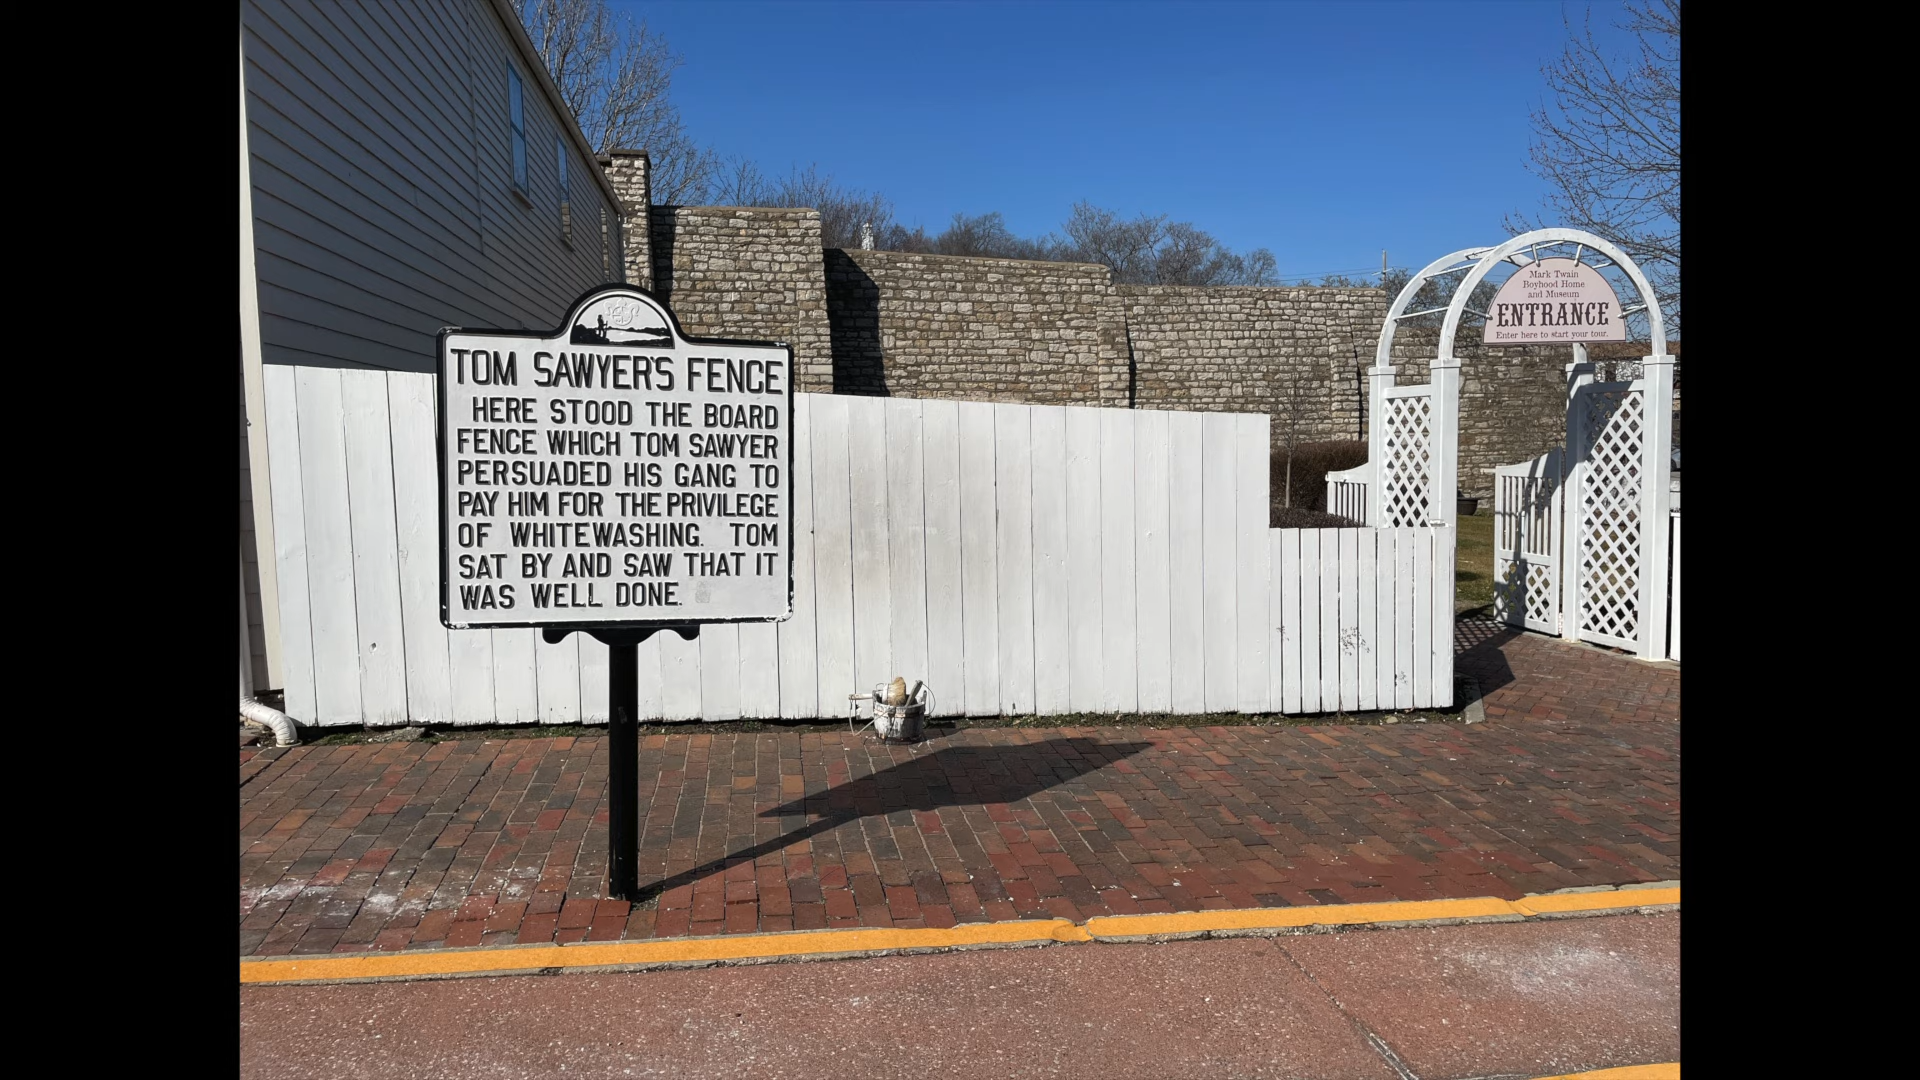 TOM SAWYER'S FENCE
HERE STOOD THE BOARD
FENCE WHICH TOM SAWYER
PERSUADED HIS GANG TO
PAY HIM FOR THE PRIVILEGE
OF WHITEWASHING. TOM
SAT BY AND SAW THAT IT
WAS WELL DONE.
Mark Twain
Boyhood Home
and Museum
ENTRANCE
Enter here to start your tour.